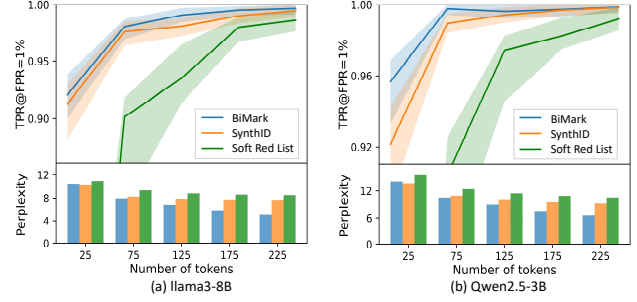 TPR@FPR=1%
1.00
0.95
0.90
BiMark
SynthID
Soft Red List
Perplexity
12
8
4
0
25 75 125 175 225
Number of tokens
(a) llama3-8B
TPR@FPR=1%
1.00
0.96
0.92
BiMark
SynthID
Soft Red List
Perplexity
12
6
0
25 75 125 175 225
Number of tokens
(b) Qwen2.5-3B